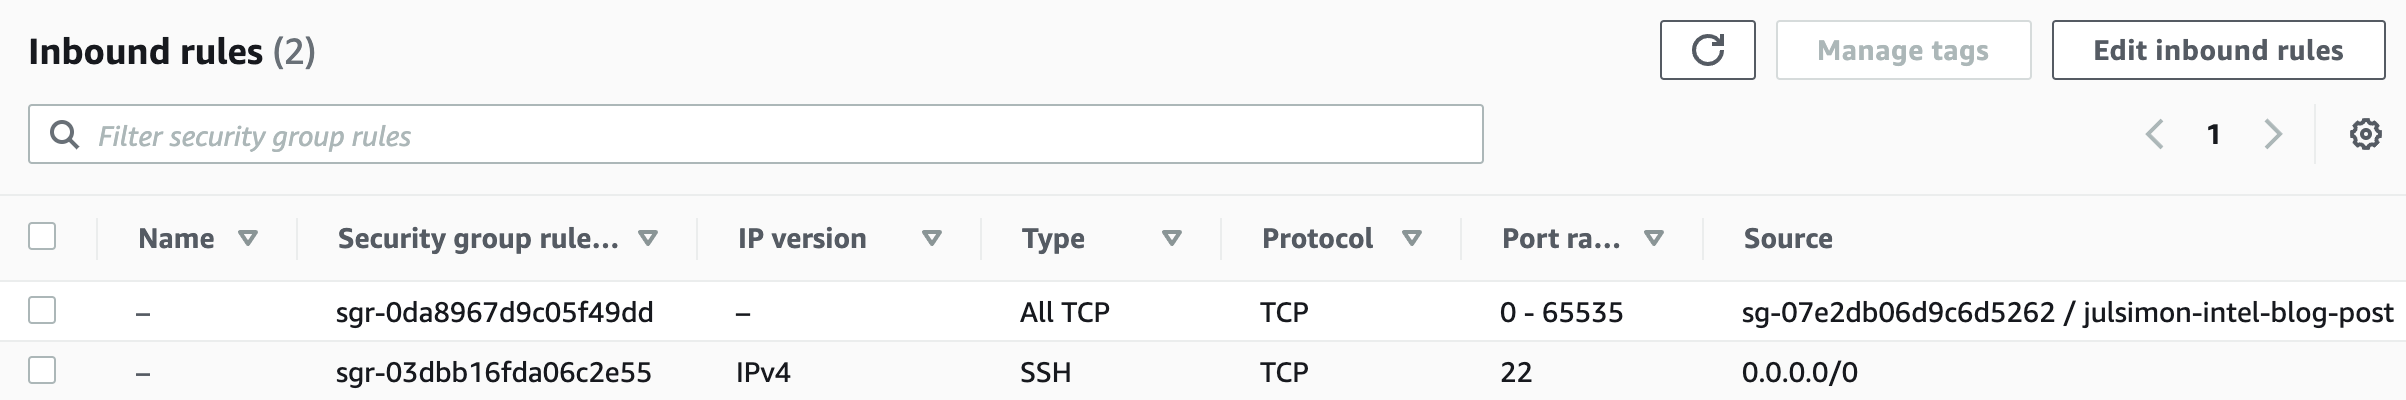 Inbound rules (2)
Manage tags
Edit inbound rules
Filter security group rules
1
Name Security group rule... IP version Type Protocol Port ra... Source
– sgr-0da8967d9c05f49dd – All TCP TCP 0 - 65535 sg-07e2db06d9c6d5262 / julsimon-intel-blog-post
– sgr-03dbb16fda06c2e55 IPv4 SSH TCP 22 0.0.0.0/0